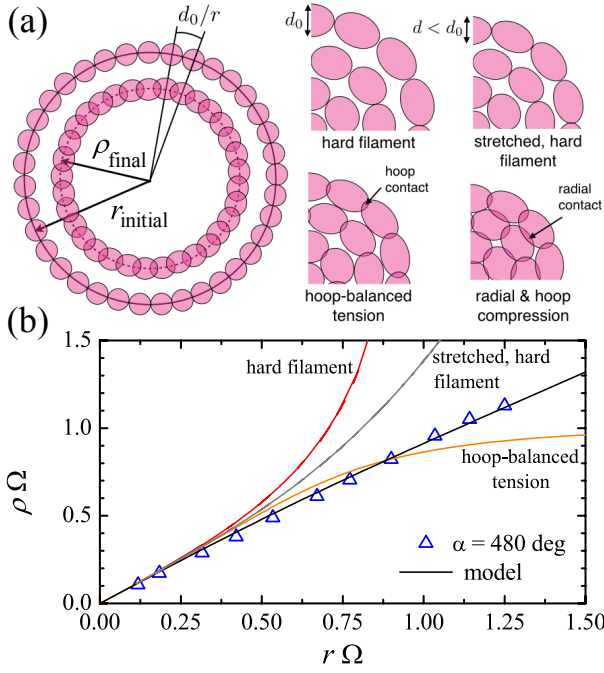 (a)
d₀/r
ρfinal
rinitial
d₀
hard filament
d < d₀
stretched, hard
filament
hoop
contact
hoop-balanced
tension
radial
contact
radial & hoop
compression
(b)
1.5
1.0
0.5
0.0
ρ Ω
hard filament
stretched, hard
filament
hoop-balanced
tension
α = 480 deg
model
0.00 0.25 0.50 0.75 1.00 1.25 1.50
r Ω